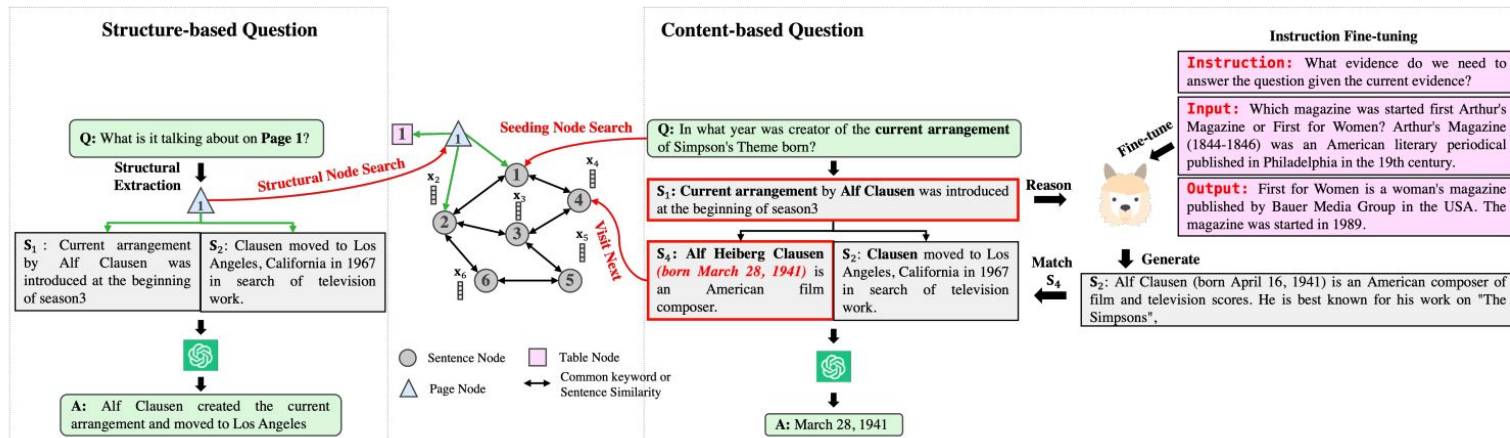 Structure-based Question
Q: What is it talking about on Page 1?
Structural
Extraction
1
Structural Node Search
S1 : Current arrangement
by Alf Clausen was
introduced at the beginning
of season3
S2: Clausen moved to Los
Angeles, California in 1967
in search of television
work.
A: Alf Clausen created the current
arrangement and moved to Los Angeles
1
1
x2
x3
x4
x5
x6
1
2
3
4
5
6
Sentence Node
Table Node
Page Node
Common keyword or
Sentence Similarity
Content-based Question
Seeding Node Search
Q: In what year was creator of the current arrangement
of Simpson's Theme born?
S1: Current arrangement by Alf Clausen was introduced
at the beginning of season3
Visit Next
S4: Alf Heiberg Clausen
(born March 28, 1941) is
an American film
composer.
S2: Clausen moved to Los
Angeles, California in 1967
in search of television
work.
A: March 28, 1941
Reason
Match
S4
Instruction Fine-tuning
Instruction: What evidence do we need to
answer the question given the current evidence?
Input: Which magazine was started first Arthur's
Magazine or First for Women? Arthur's Magazine
(1844-1846) was an American literary periodical
published in Philadelphia in the 19th century.
Output: First for Women is a woman's magazine
published by Bauer Media Group in the USA. The
magazine was started in 1989.
Fine-tune
Generate
S2: Alf Clausen (born April 16, 1941) is an American composer of
film and television scores. He is best known for his work on "The
Simpsons",